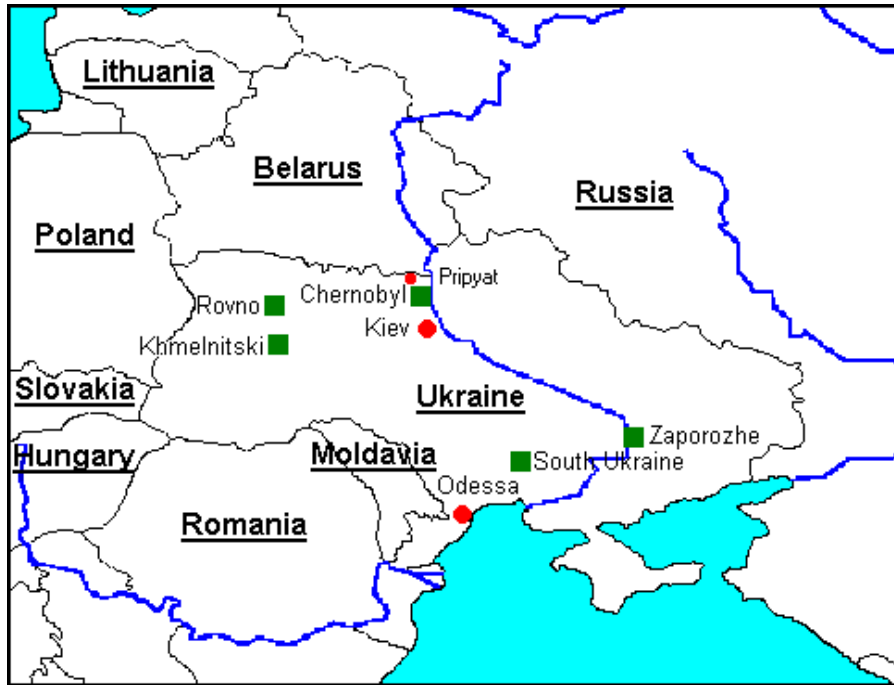 Lithuania
Belarus
Russia
Poland
Pripyat
Chernobyl
Rovno
Kiev
Khmelnitski
Slovakia
Ukraine
Zaporozhe
Hungary
Moldavia
South Ukraine
Odessa
Romania